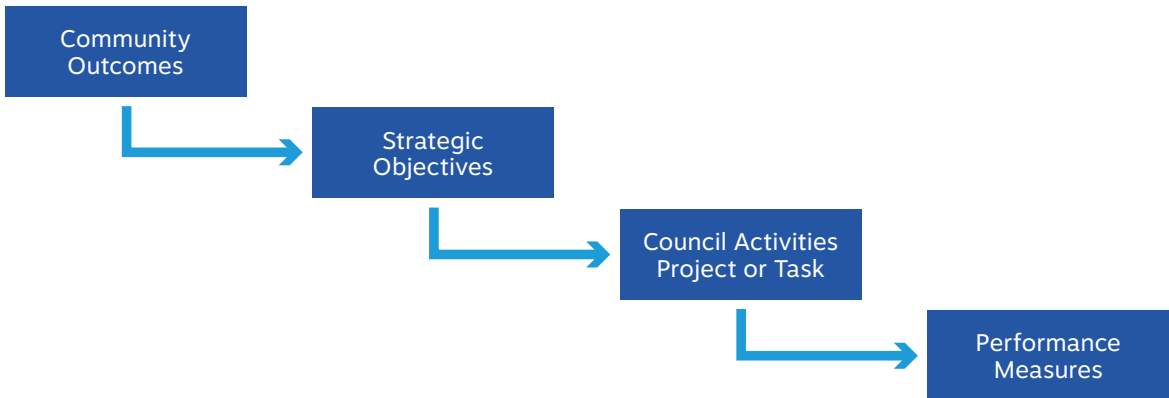 Community
Outcomes
Strategic
Objectives
Council Activities
Project or Task
Performance
Measures